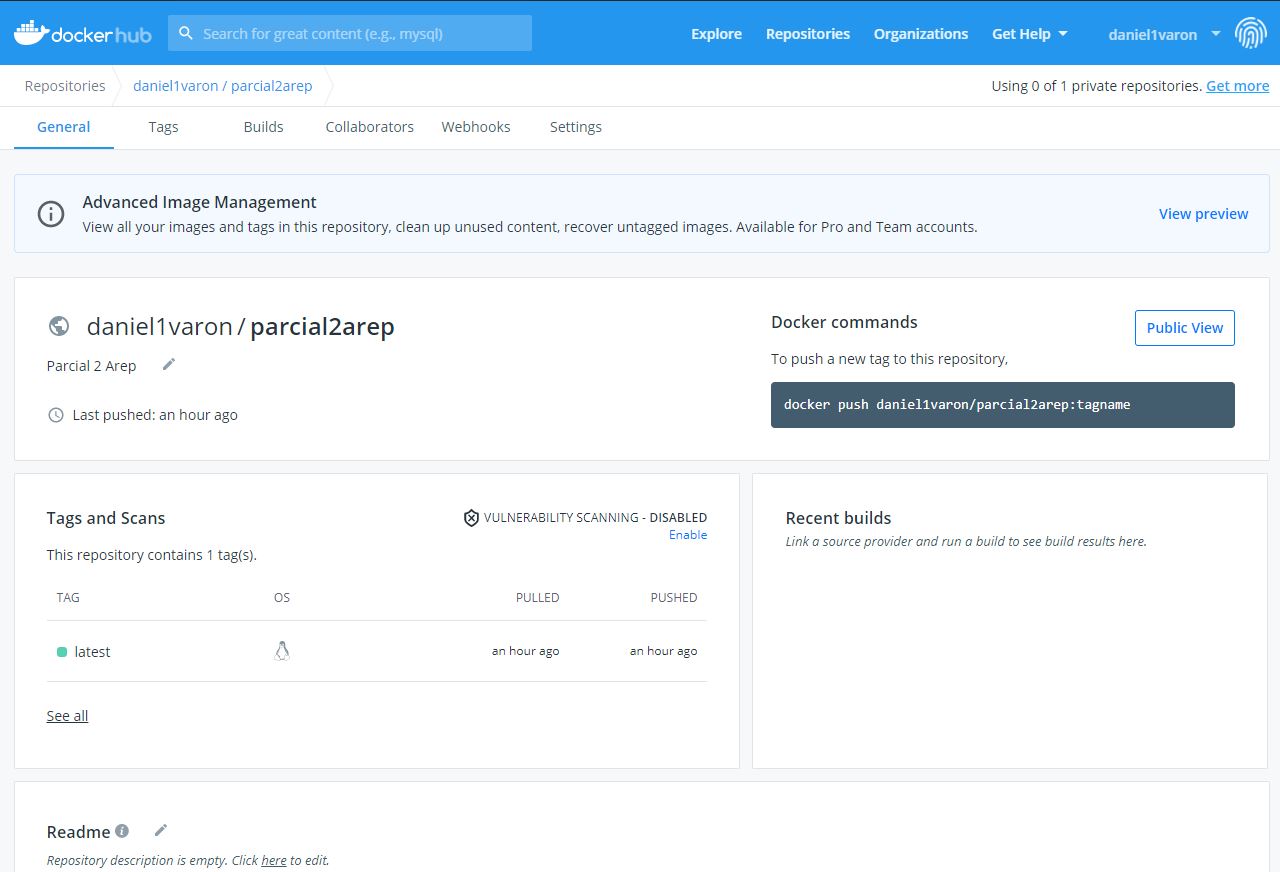 docker hub
Search for great content (e.g., mysql)
Explore
Repositories
Organizations
Get Help
daniel1varon
Repositories
daniel1varon / parcial2arep
Using 0 of 1 private repositories. Get more
General
Tags
Builds
Collaborators
Webhooks
Settings
Advanced Image Management
View all your images and tags in this repository, clean up unused content, recover untagged images. Available for Pro and Team accounts.
View preview
daniel1varon / parcial2arep
Parcial 2 Arep
Last pushed: an hour ago
Docker commands
Public View
To push a new tag to this repository,
docker push daniel1varon/parcial2arep:tagname
Tags and Scans
VULNERABILITY SCANNING - DISABLED
Enable
This repository contains 1 tag(s).
TAG
OS
PULLED
PUSHED
latest
an hour ago
an hour ago
See all
Recent builds
Link a source provider and run a build to see build results here.
Readme
Repository description is empty. Click here to edit.